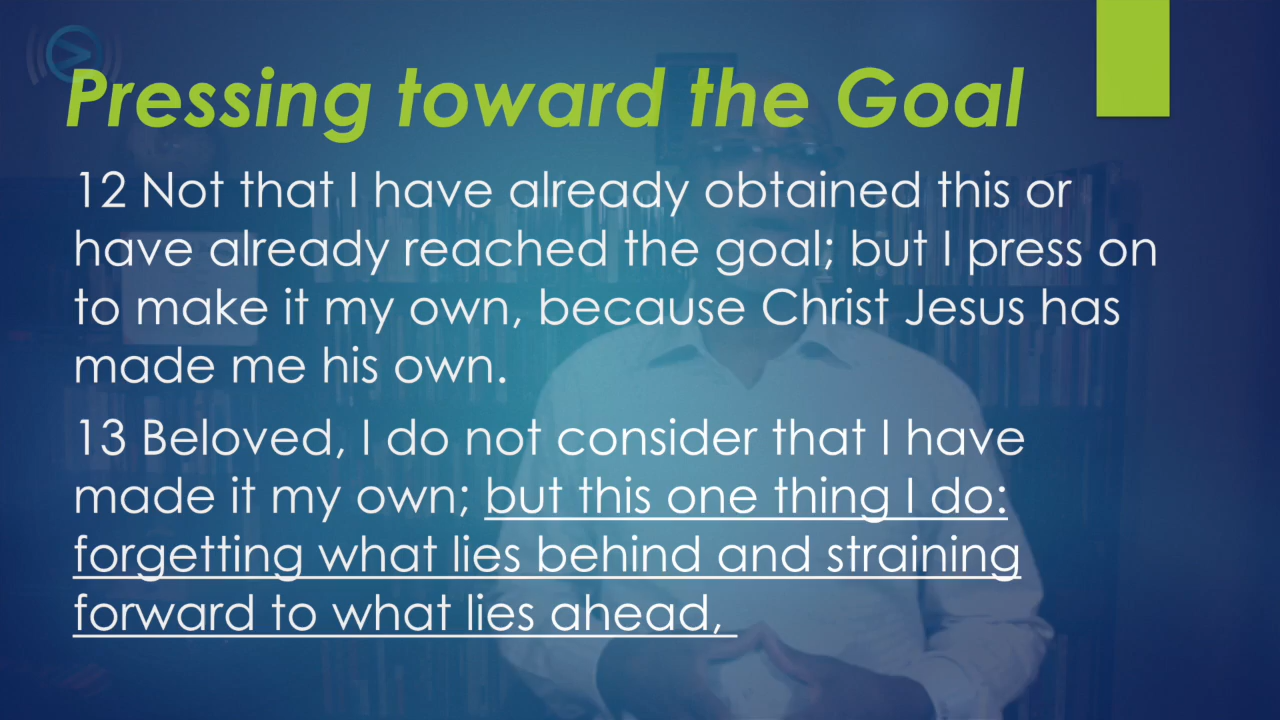 Pressing toward the Goal
12 Not that I have already obtained this or
have already reached the goal; but I press on
to make it my own, because Christ Jesus has
made me his own.
13 Beloved, I do not consider that I have
made it my own; but this one thing I do:
forgetting what lies behind and straining
forward to what lies ahead,